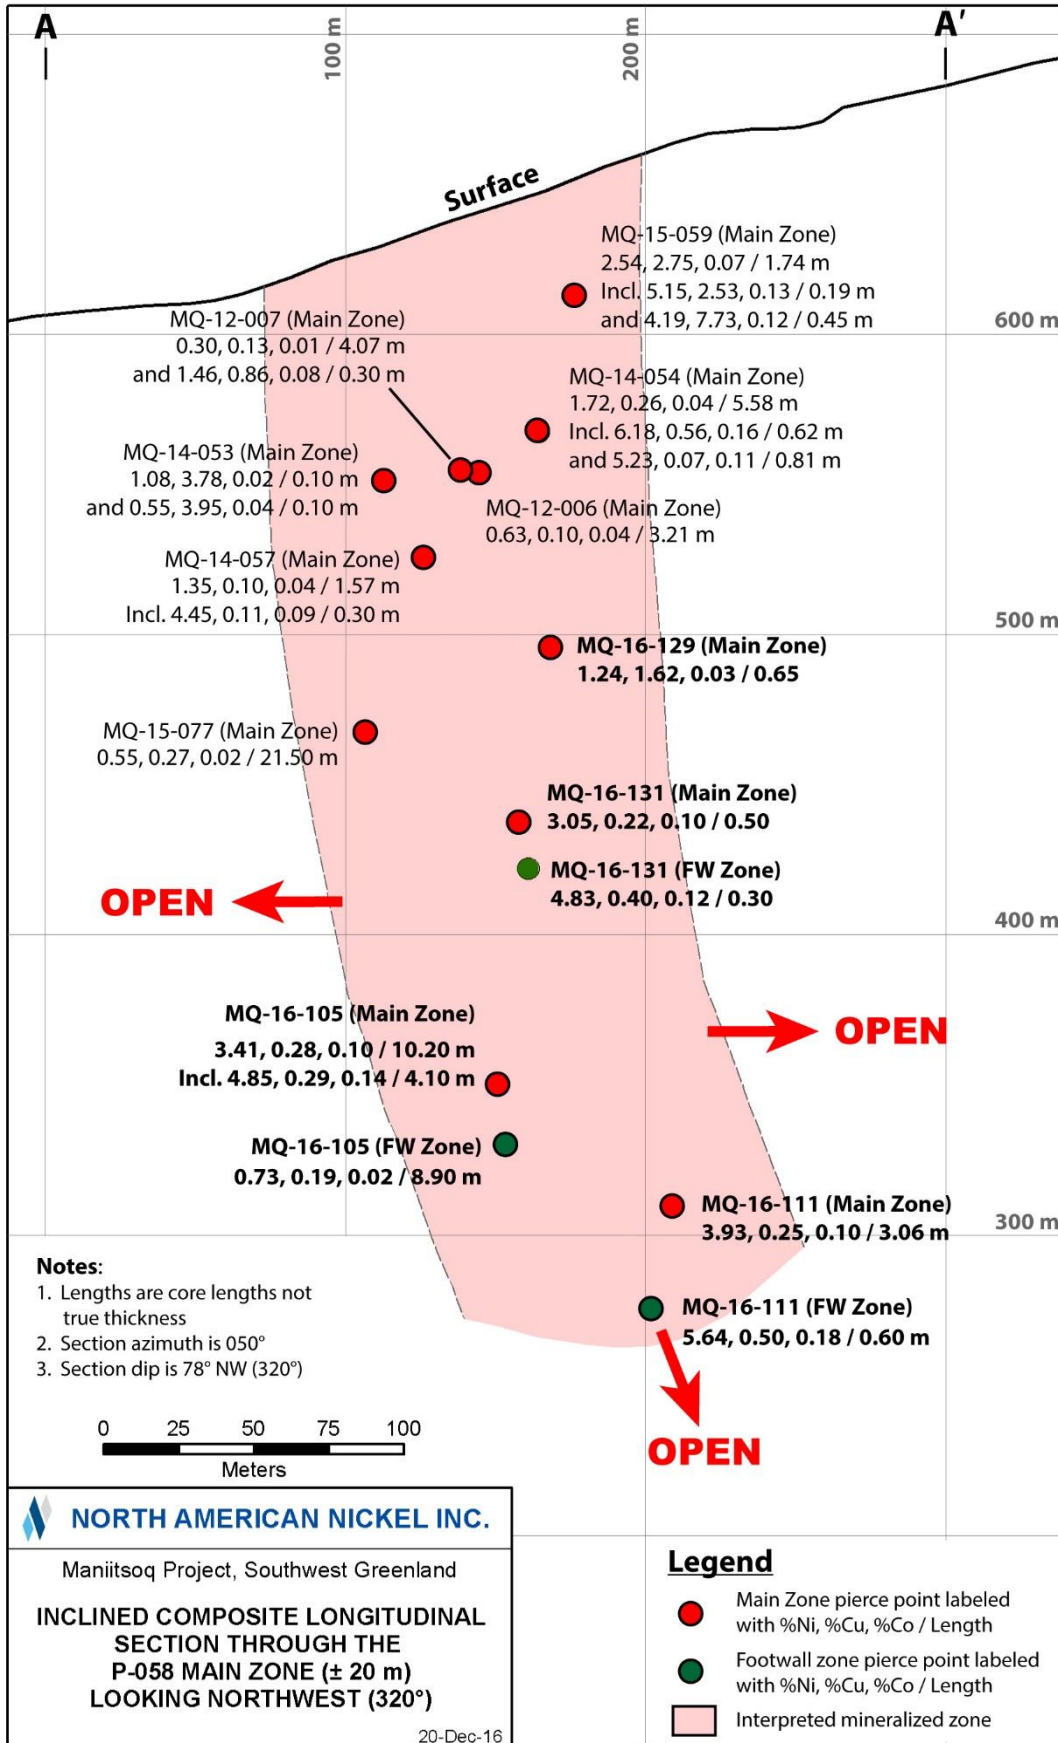 A
100 m
200 m
A'
Surface
MQ-15-059 (Main Zone)
2.54, 2.75, 0.07 / 1.74 m
Incl. 5.15, 2.53, 0.13 / 0.19 m
and 4.19, 7.73, 0.12 / 0.45 m
600 m
MQ-12-007 (Main Zone)
0.30, 0.13, 0.01 / 4.07 m
and 1.46, 0.86, 0.08 / 0.30 m
MQ-14-054 (Main Zone)
1.72, 0.26, 0.04 / 5.58 m
Incl. 6.18, 0.56, 0.16 / 0.62 m
and 5.23, 0.07, 0.11 / 0.81 m
MQ-14-053 (Main Zone)
1.08, 3.78, 0.02 / 0.10 m
and 0.55, 3.95, 0.04 / 0.10 m
MQ-12-006 (Main Zone)
0.63, 0.10, 0.04 / 3.21 m
MQ-14-057 (Main Zone)
1.35, 0.10, 0.04 / 1.57 m
Incl. 4.45, 0.11, 0.09 / 0.30 m
500 m
MQ-16-129 (Main Zone)
1.24, 1.62, 0.03 / 0.65
MQ-15-077 (Main Zone)
0.55, 0.27, 0.02 / 21.50 m
MQ-16-131 (Main Zone)
3.05, 0.22, 0.10 / 0.50
MQ-16-131 (FW Zone)
4.83, 0.40, 0.12 / 0.30
OPEN
400 m
MQ-16-105 (Main Zone)
3.41, 0.28, 0.10 / 10.20 m
Incl. 4.85, 0.29, 0.14 / 4.10 m
OPEN
MQ-16-105 (FW Zone)
0.73, 0.19, 0.02 / 8.90 m
MQ-16-111 (Main Zone)
3.93, 0.25, 0.10 / 3.06 m
300 m
MQ-16-111 (FW Zone)
5.64, 0.50, 0.18 / 0.60 m
OPEN
Notes:
1. Lengths are core lengths not
true thickness
2. Section azimuth is 050°
3. Section dip is 78° NW (320°)
0 25 50 75 100
Meters
NORTH AMERICAN NICKEL INC.
Maniitsoq Project, Southwest Greenland
INCLINED COMPOSITE LONGITUDINAL
SECTION THROUGH THE
P-058 MAIN ZONE (± 20 m)
LOOKING NORTHWEST (320°)
20-Dec-16
Legend
Main Zone pierce point labeled
with %Ni, %Cu, %Co / Length
Footwall zone pierce point labeled
with %Ni, %Cu, %Co / Length
Interpreted mineralized zone